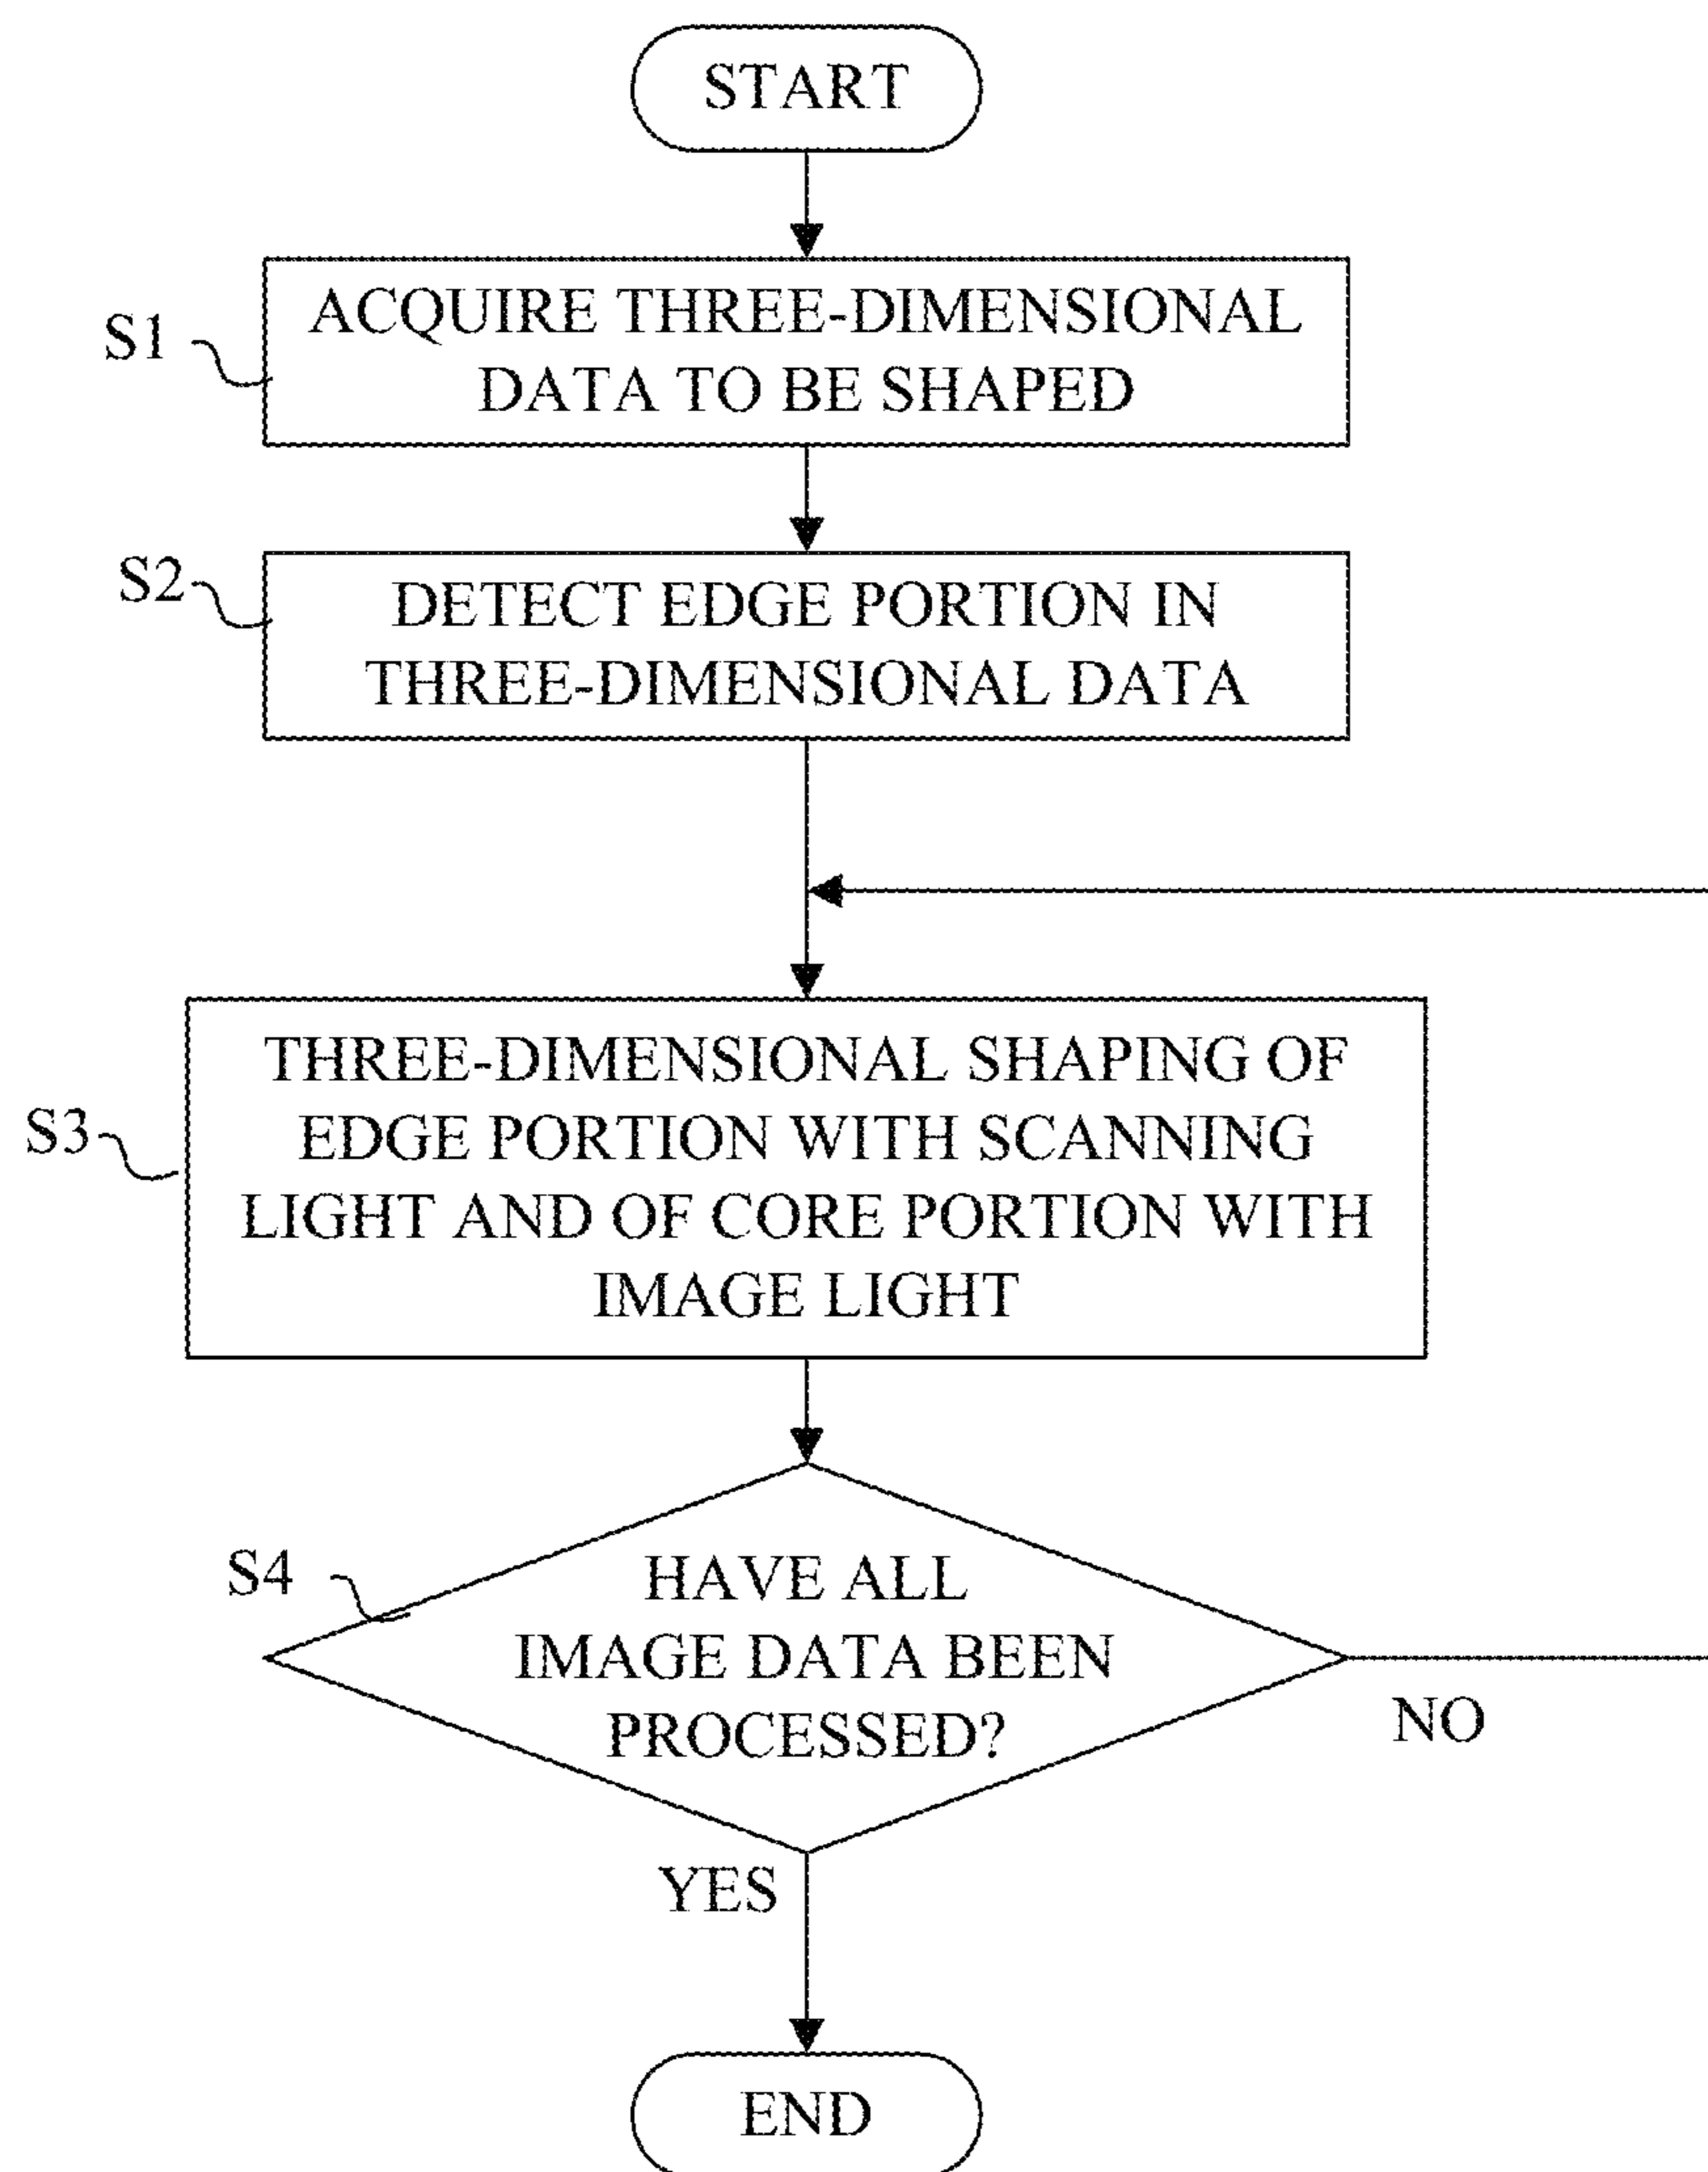 START
S1
ACQUIRE THREE-DIMENSIONAL
DATA TO BE SHAPED
S2
DETECT EDGE PORTION IN
THREE-DIMENSIONAL DATA
S3
THREE-DIMENSIONAL SHAPING OF
EDGE PORTION WITH SCANNING
LIGHT AND OF CORE PORTION WITH
IMAGE LIGHT
S4
HAVE ALL
IMAGE DATA BEEN
PROCESSED?
NO
YES
END